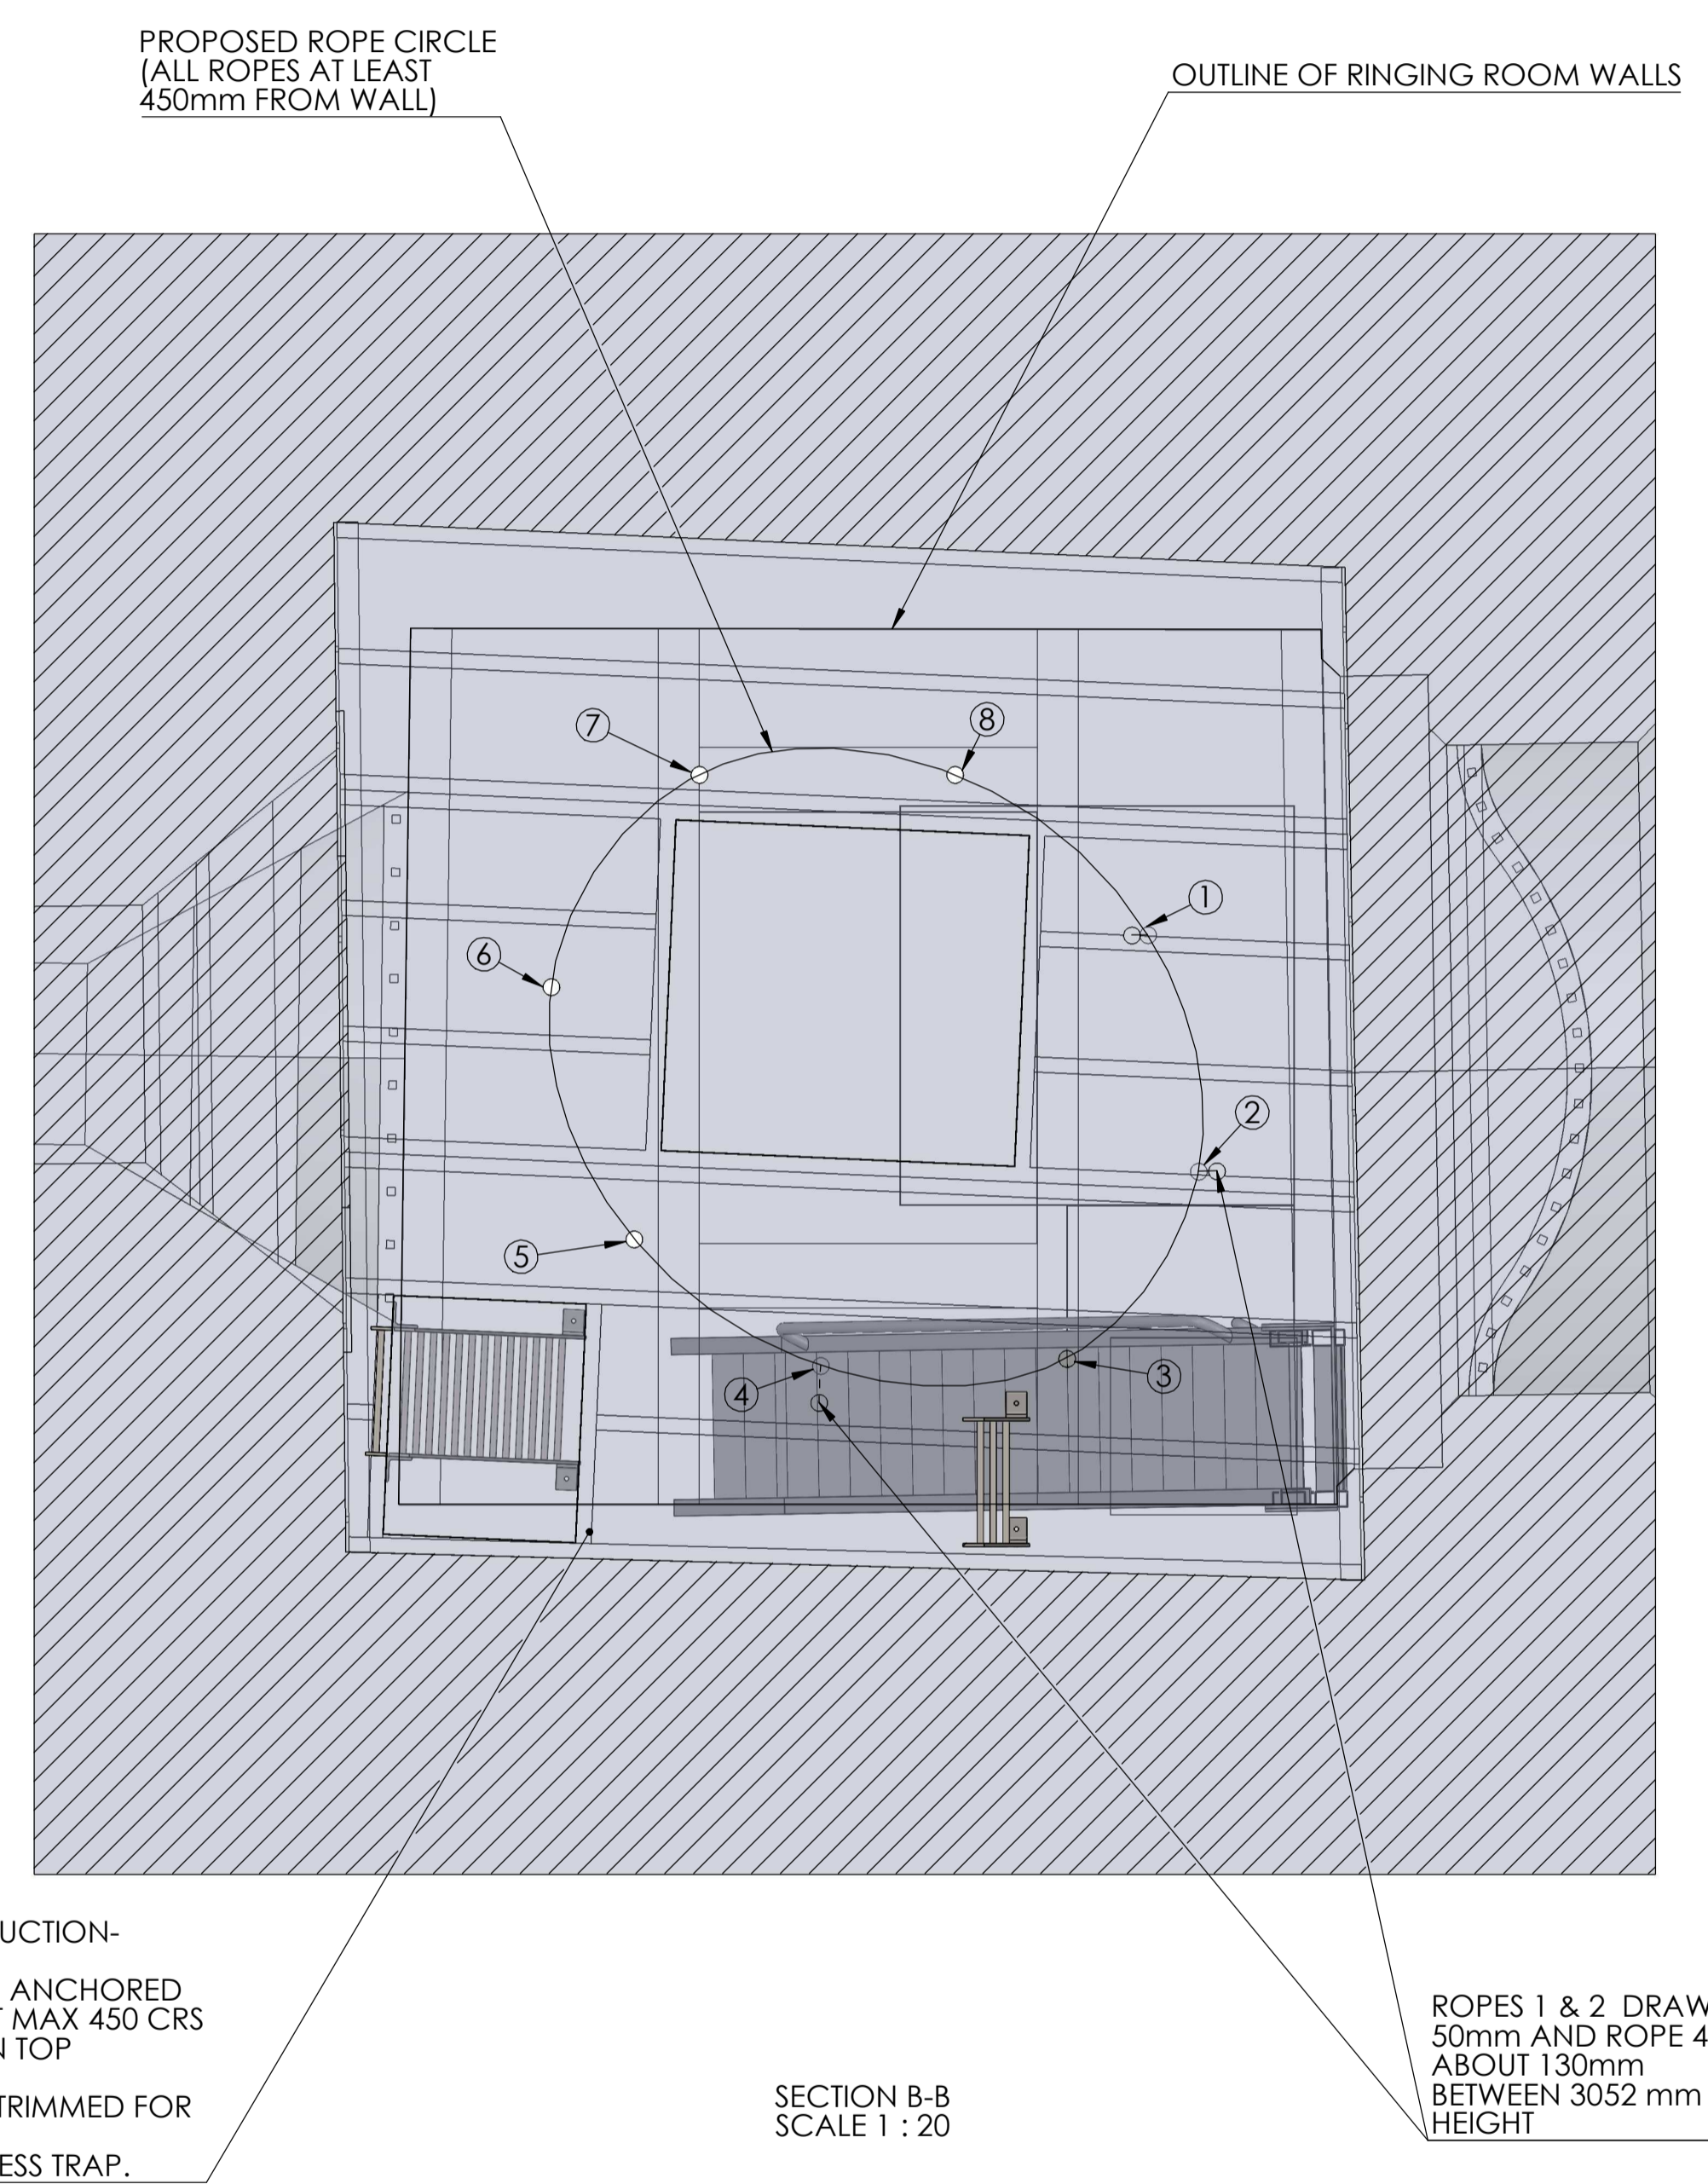 PROPOSED ROPE CIRCLE
(ALL ROPES AT LEAST
450mm FROM WALL)
OUTLINE OF RINGING ROOM WALLS
7
8
1
6
2
5
3
4
UCTION-
ANCHORED
T MAX 450 CRS
N TOP
TRIMMED FOR
ESS TRAP.
SECTION B-B
SCALE 1 : 20
ROPES 1 & 2 DRAW
50mm AND ROPE 4
ABOUT 130mm
BETWEEN 3052 mm
HEIGHT